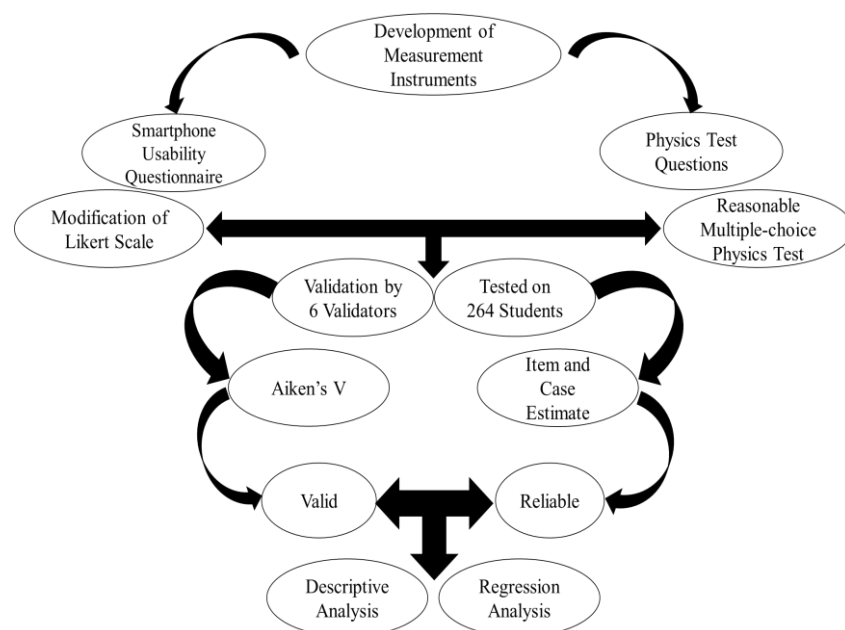 Development of
Measurement
Instruments
Smartphone
Usability
Questionnaire
Physics Test
Questions
Modification of
Likert Scale
Reasonable
Multiple-choice
Physics Test
Validation by
6 Validators
Tested on
264 Students
Aiken's V
Item and
Case
Estimate
Valid
Reliable
Descriptive
Analysis
Regression
Analysis